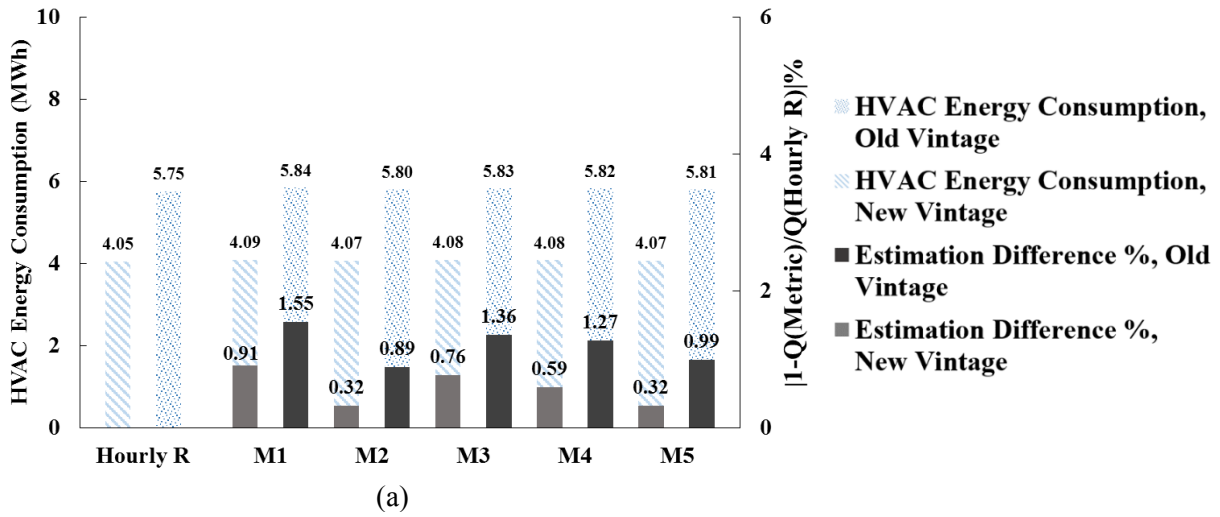 10
8
6
4
2
0
HVAC Energy Consumption (MWh)
4.05
5.75
4.09
5.84
0.91
1.55
4.07
5.80
0.32
0.89
4.08
5.83
0.76
1.36
4.08
5.82
0.59
1.27
4.07
5.81
0.32
0.99
Hourly R
M1
M2
M3
M4
M5
6
4
2
0
|1-Q(Metric)/Q(Hourly R)|%
HVAC Energy Consumption,
Old Vintage
HVAC Energy Consumption,
New Vintage
Estimation Difference %, Old
Vintage
Estimation Difference %,
New Vintage
(a)